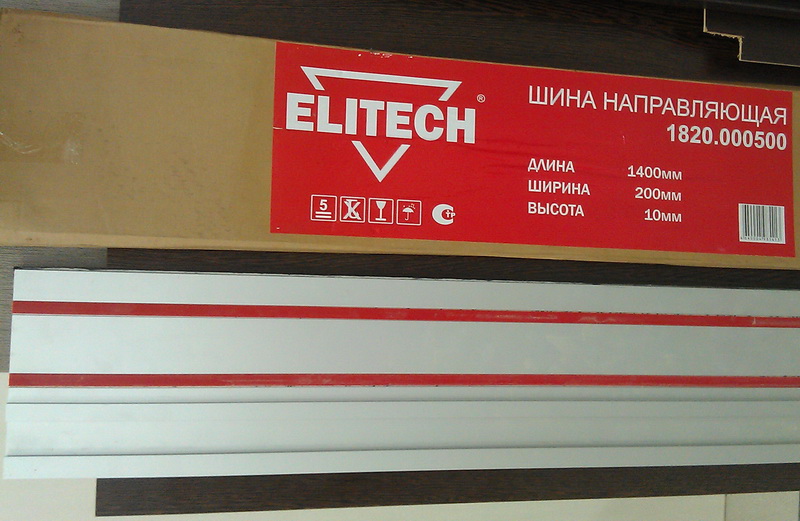 ELITECH®
ШИНА НАПРАВЛЯЮЩАЯ
1820.000500
ДЛИНА 1400мм
ШИРИНА 200мм
ВЫСОТА 10мм
5